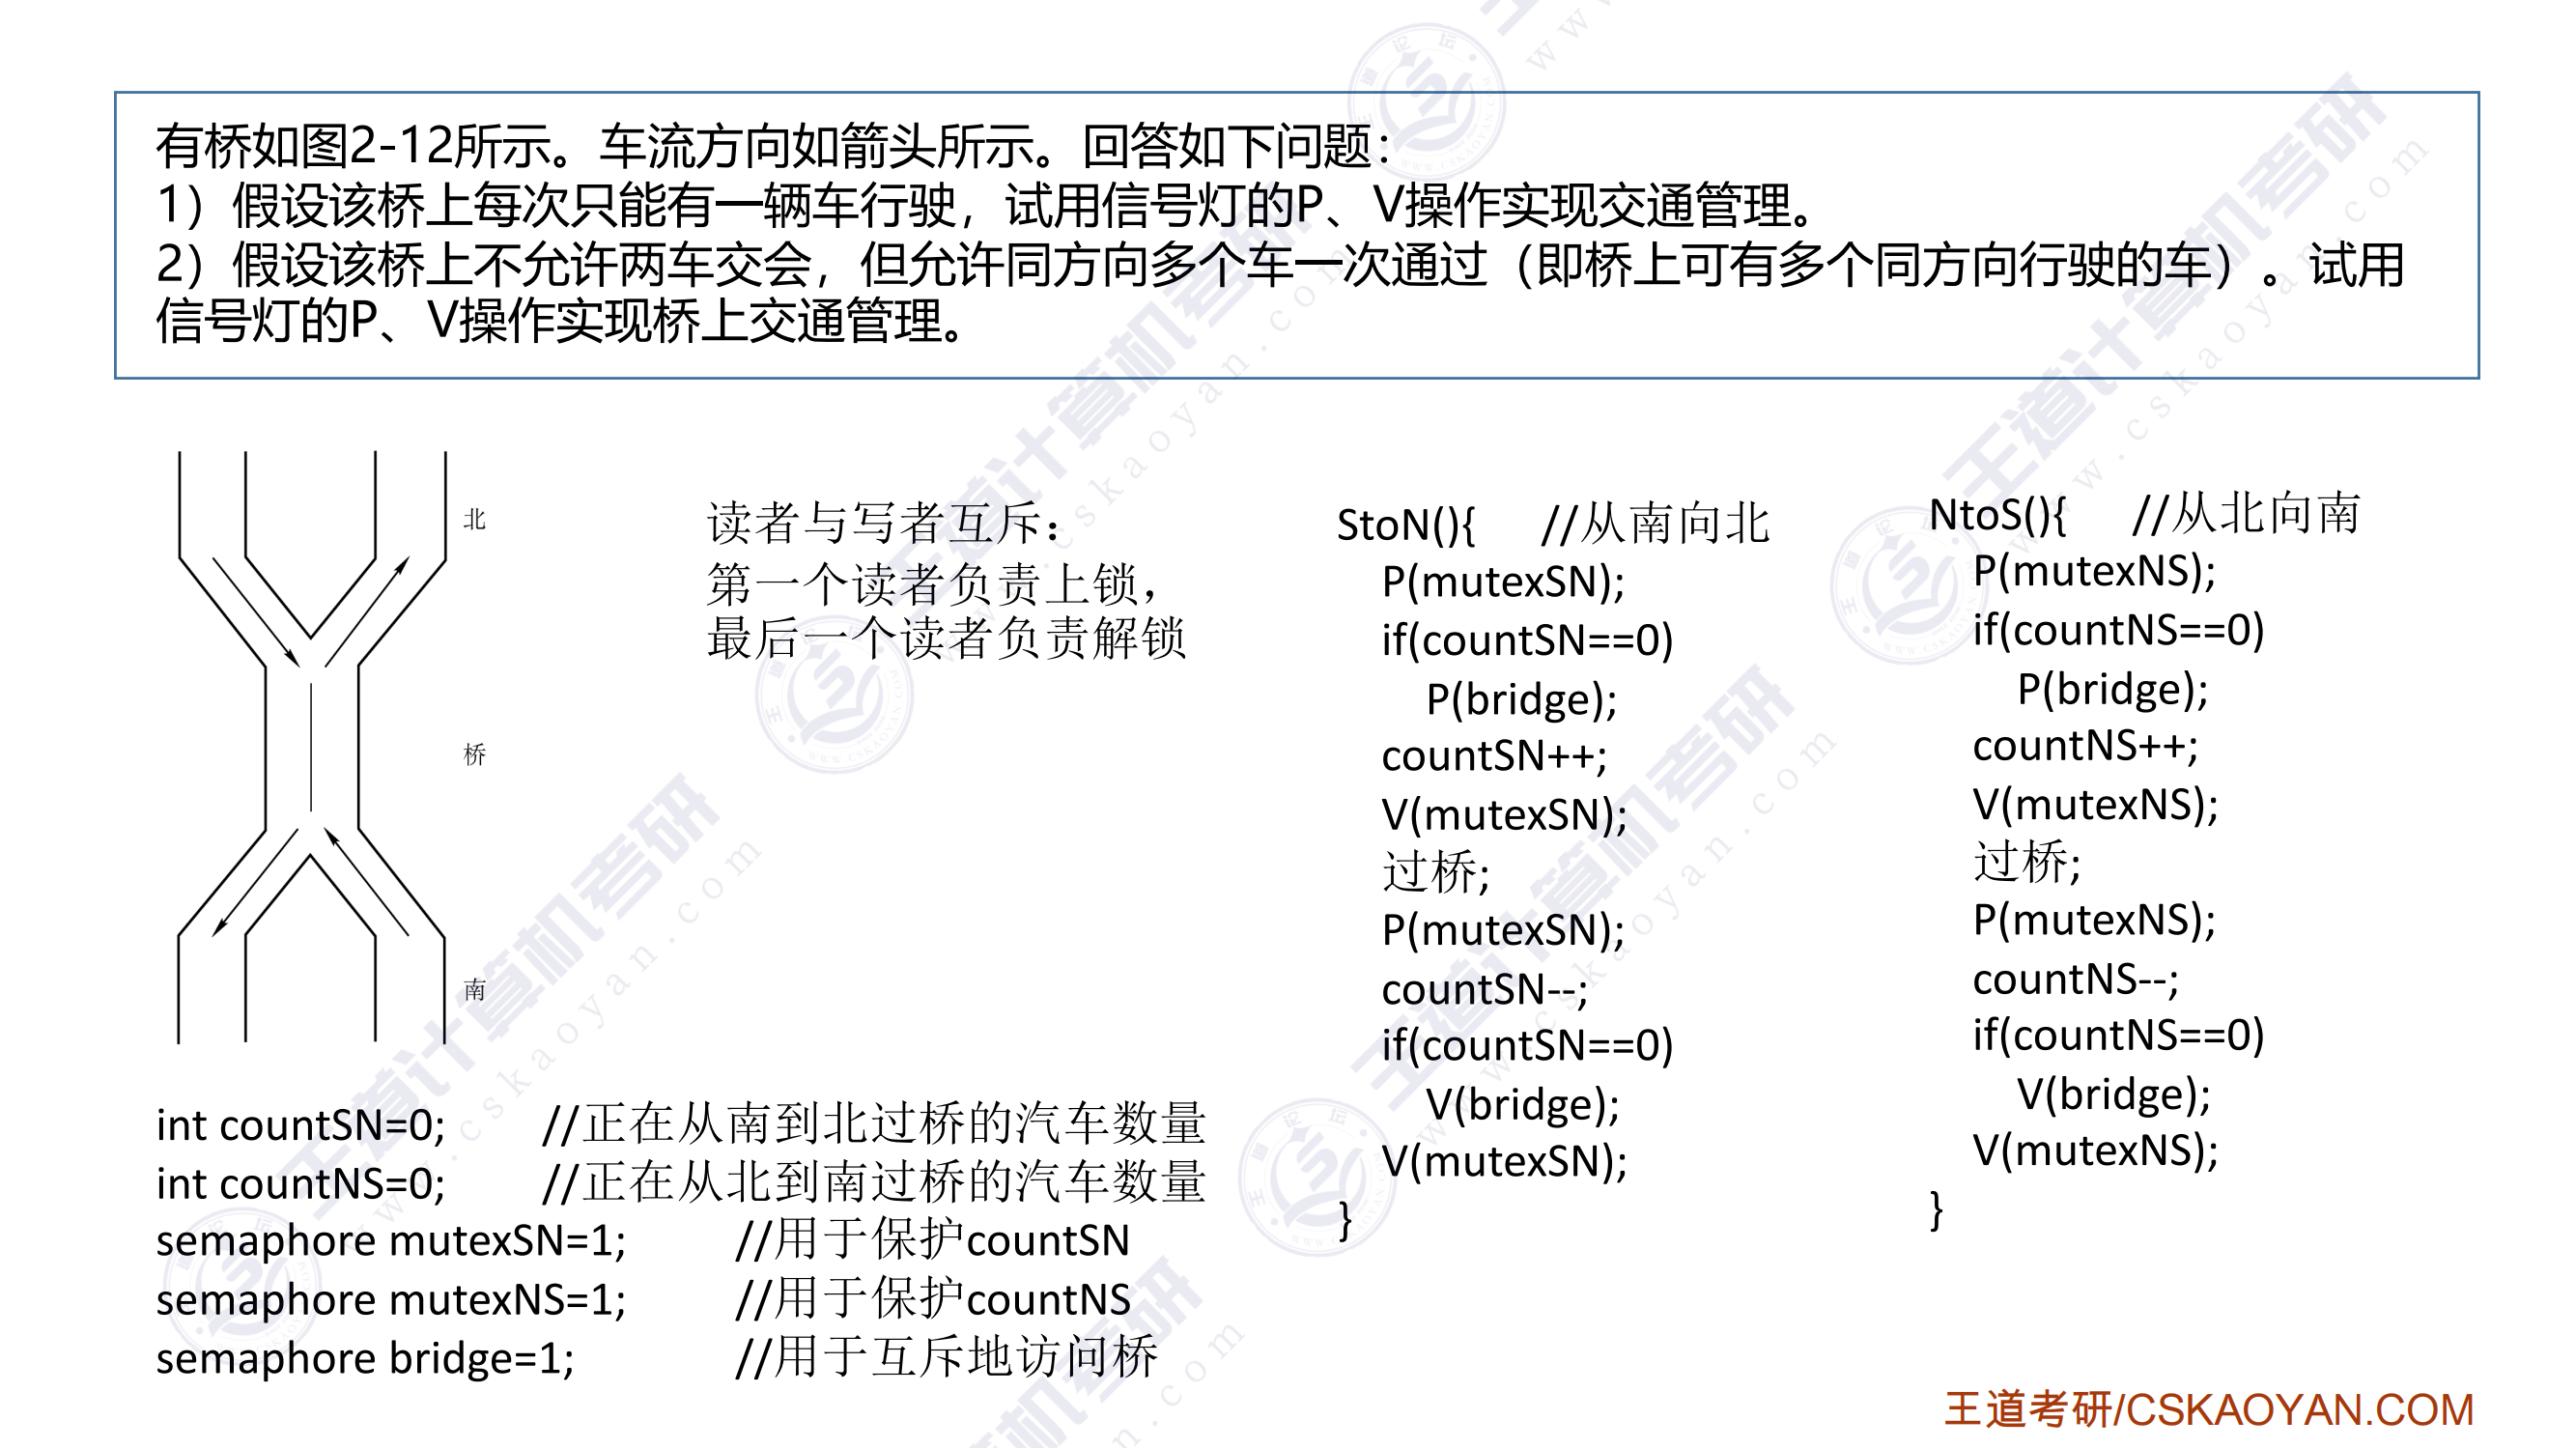 有桥如图2-12所示。车流方向如箭头所示。回答如下问题：
1）假设该桥上每次只能有一辆车行驶，试用信号灯的P、V操作实现交通管理。
2）假设该桥上不允许两车交会，但允许同方向多个车一次通过（即桥上可有多个同方向行驶的车）。试用
信号灯的P、V操作实现桥上交通管理。
北
桥
南
读者与写者互斥：
第一个读者负责上锁，
最后一个读者负责解锁
int countSN=0; //正在从南到北过桥的汽车数量
int countNS=0; //正在从北到南过桥的汽车数量
semaphore mutexSN=1; //用于保护countSN
semaphore mutexNS=1; //用于保护countNS
semaphore bridge=1; //用于互斥地访问桥
StoN(){ //从南向北
P(mutexSN);
if(countSN==0)
P(bridge);
countSN++;
V(mutexSN);
过桥;
P(mutexSN);
countSN--;
if(countSN==0)
V(bridge);
V(mutexSN);
}
NtoS(){ //从北向南
P(mutexNS);
if(countNS==0)
P(bridge);
countNS++;
V(mutexNS);
过桥;
P(mutexNS);
countNS--;
if(countNS==0)
V(bridge);
V(mutexNS);
}
王道考研/CSKAOYAN.COM
王道计算机考研
www.cskaoyan.com